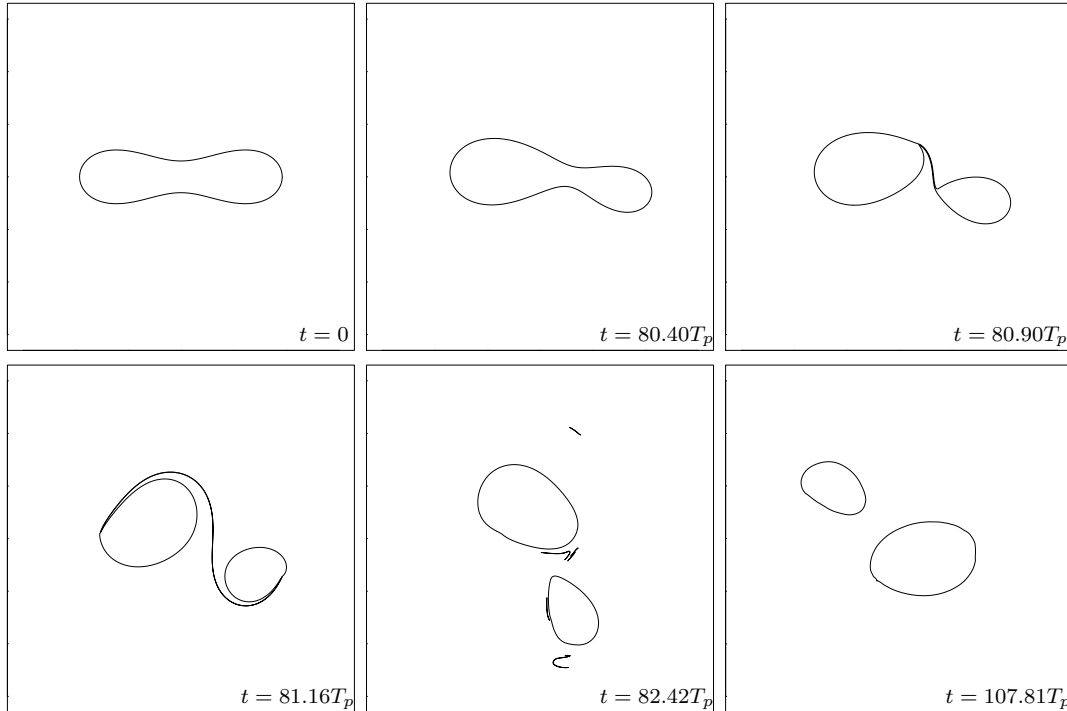 t = 0
t = 80.40T_p
t = 80.90T_p
t = 81.16T_p
t = 82.42T_p
t = 107.81T_p